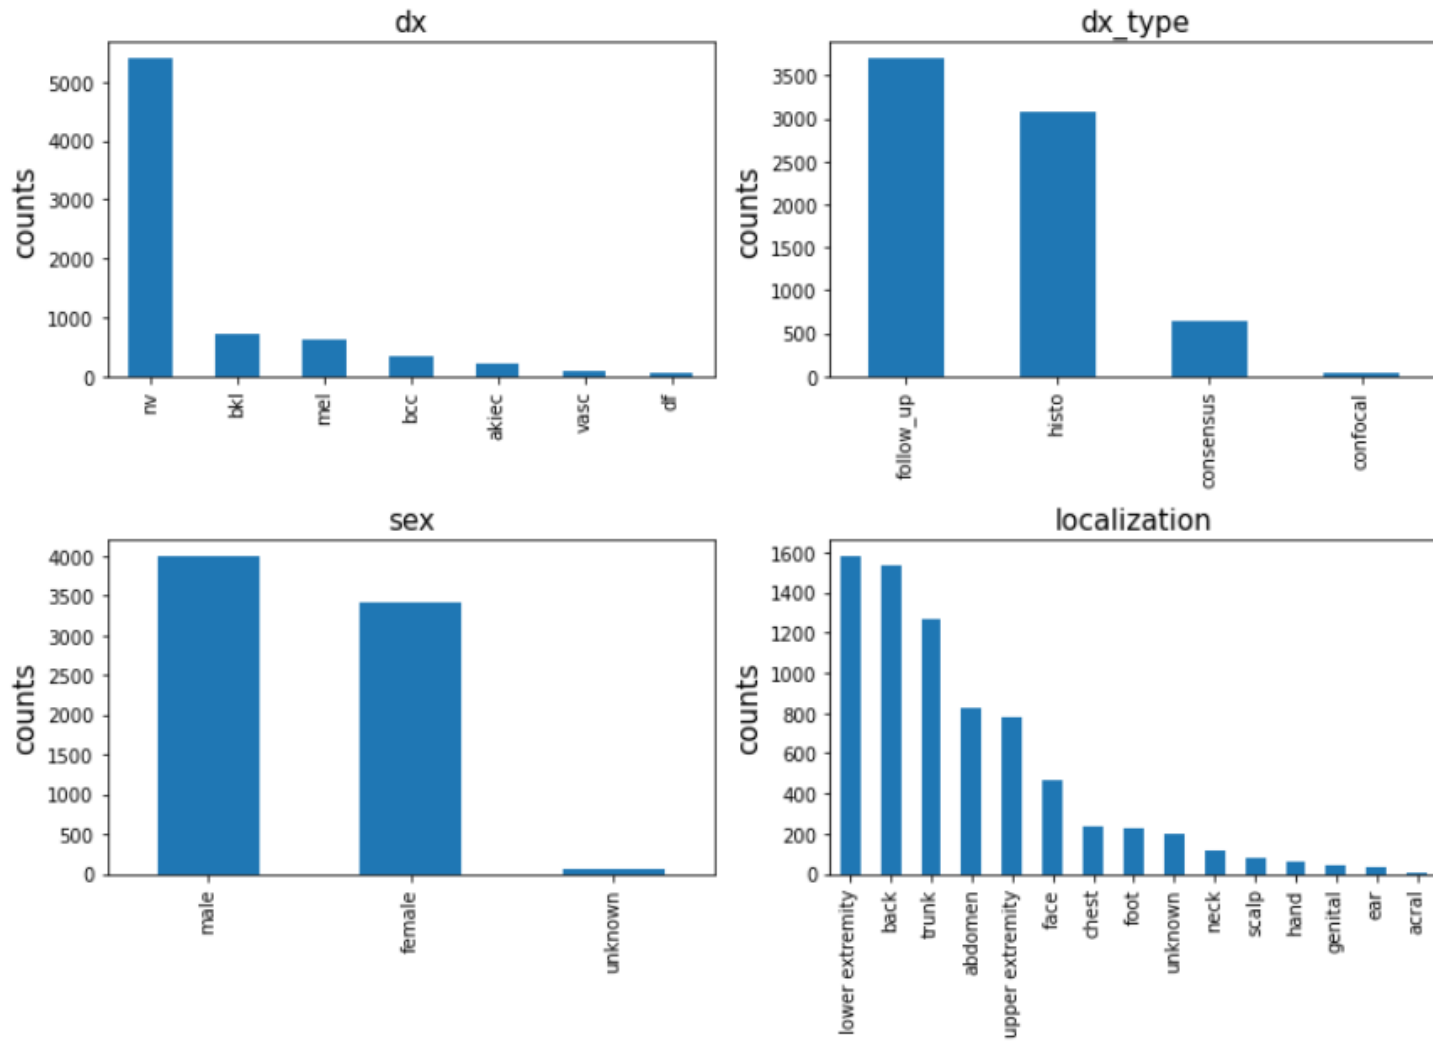 dx
counts
5000
4000
3000
2000
1000
0
nv
bkl
mel
bcc
akiec
vasc
df
dx_type
counts
3500
3000
2500
2000
1500
1000
500
0
follow_up
histo
consensus
confocal
sex
counts
4000
3500
3000
2500
2000
1500
1000
500
0
male
female
unknown
localization
counts
1600
1400
1200
1000
800
600
400
200
0
lower extremity
back
trunk
abdomen
upper extremity
face
chest
foot
unknown
neck
scalp
hand
genital
ear
acral